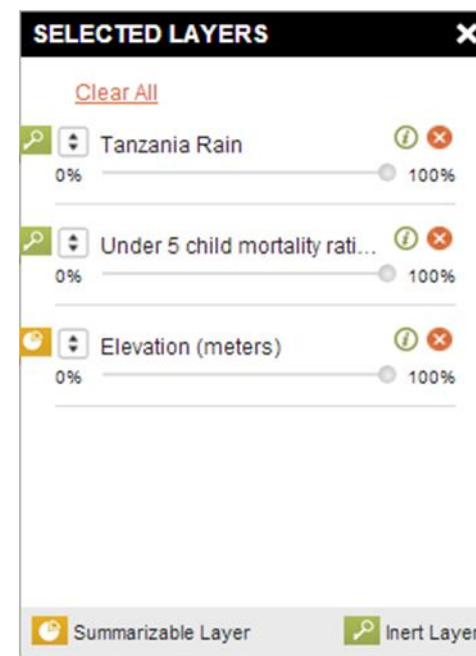 SELECTED LAYERS
Clear All
Tanzania Rain
0% 100%
Under 5 child mortality rati...
0% 100%
Elevation (meters)
0% 100%
Summarizable Layer Inert Layer